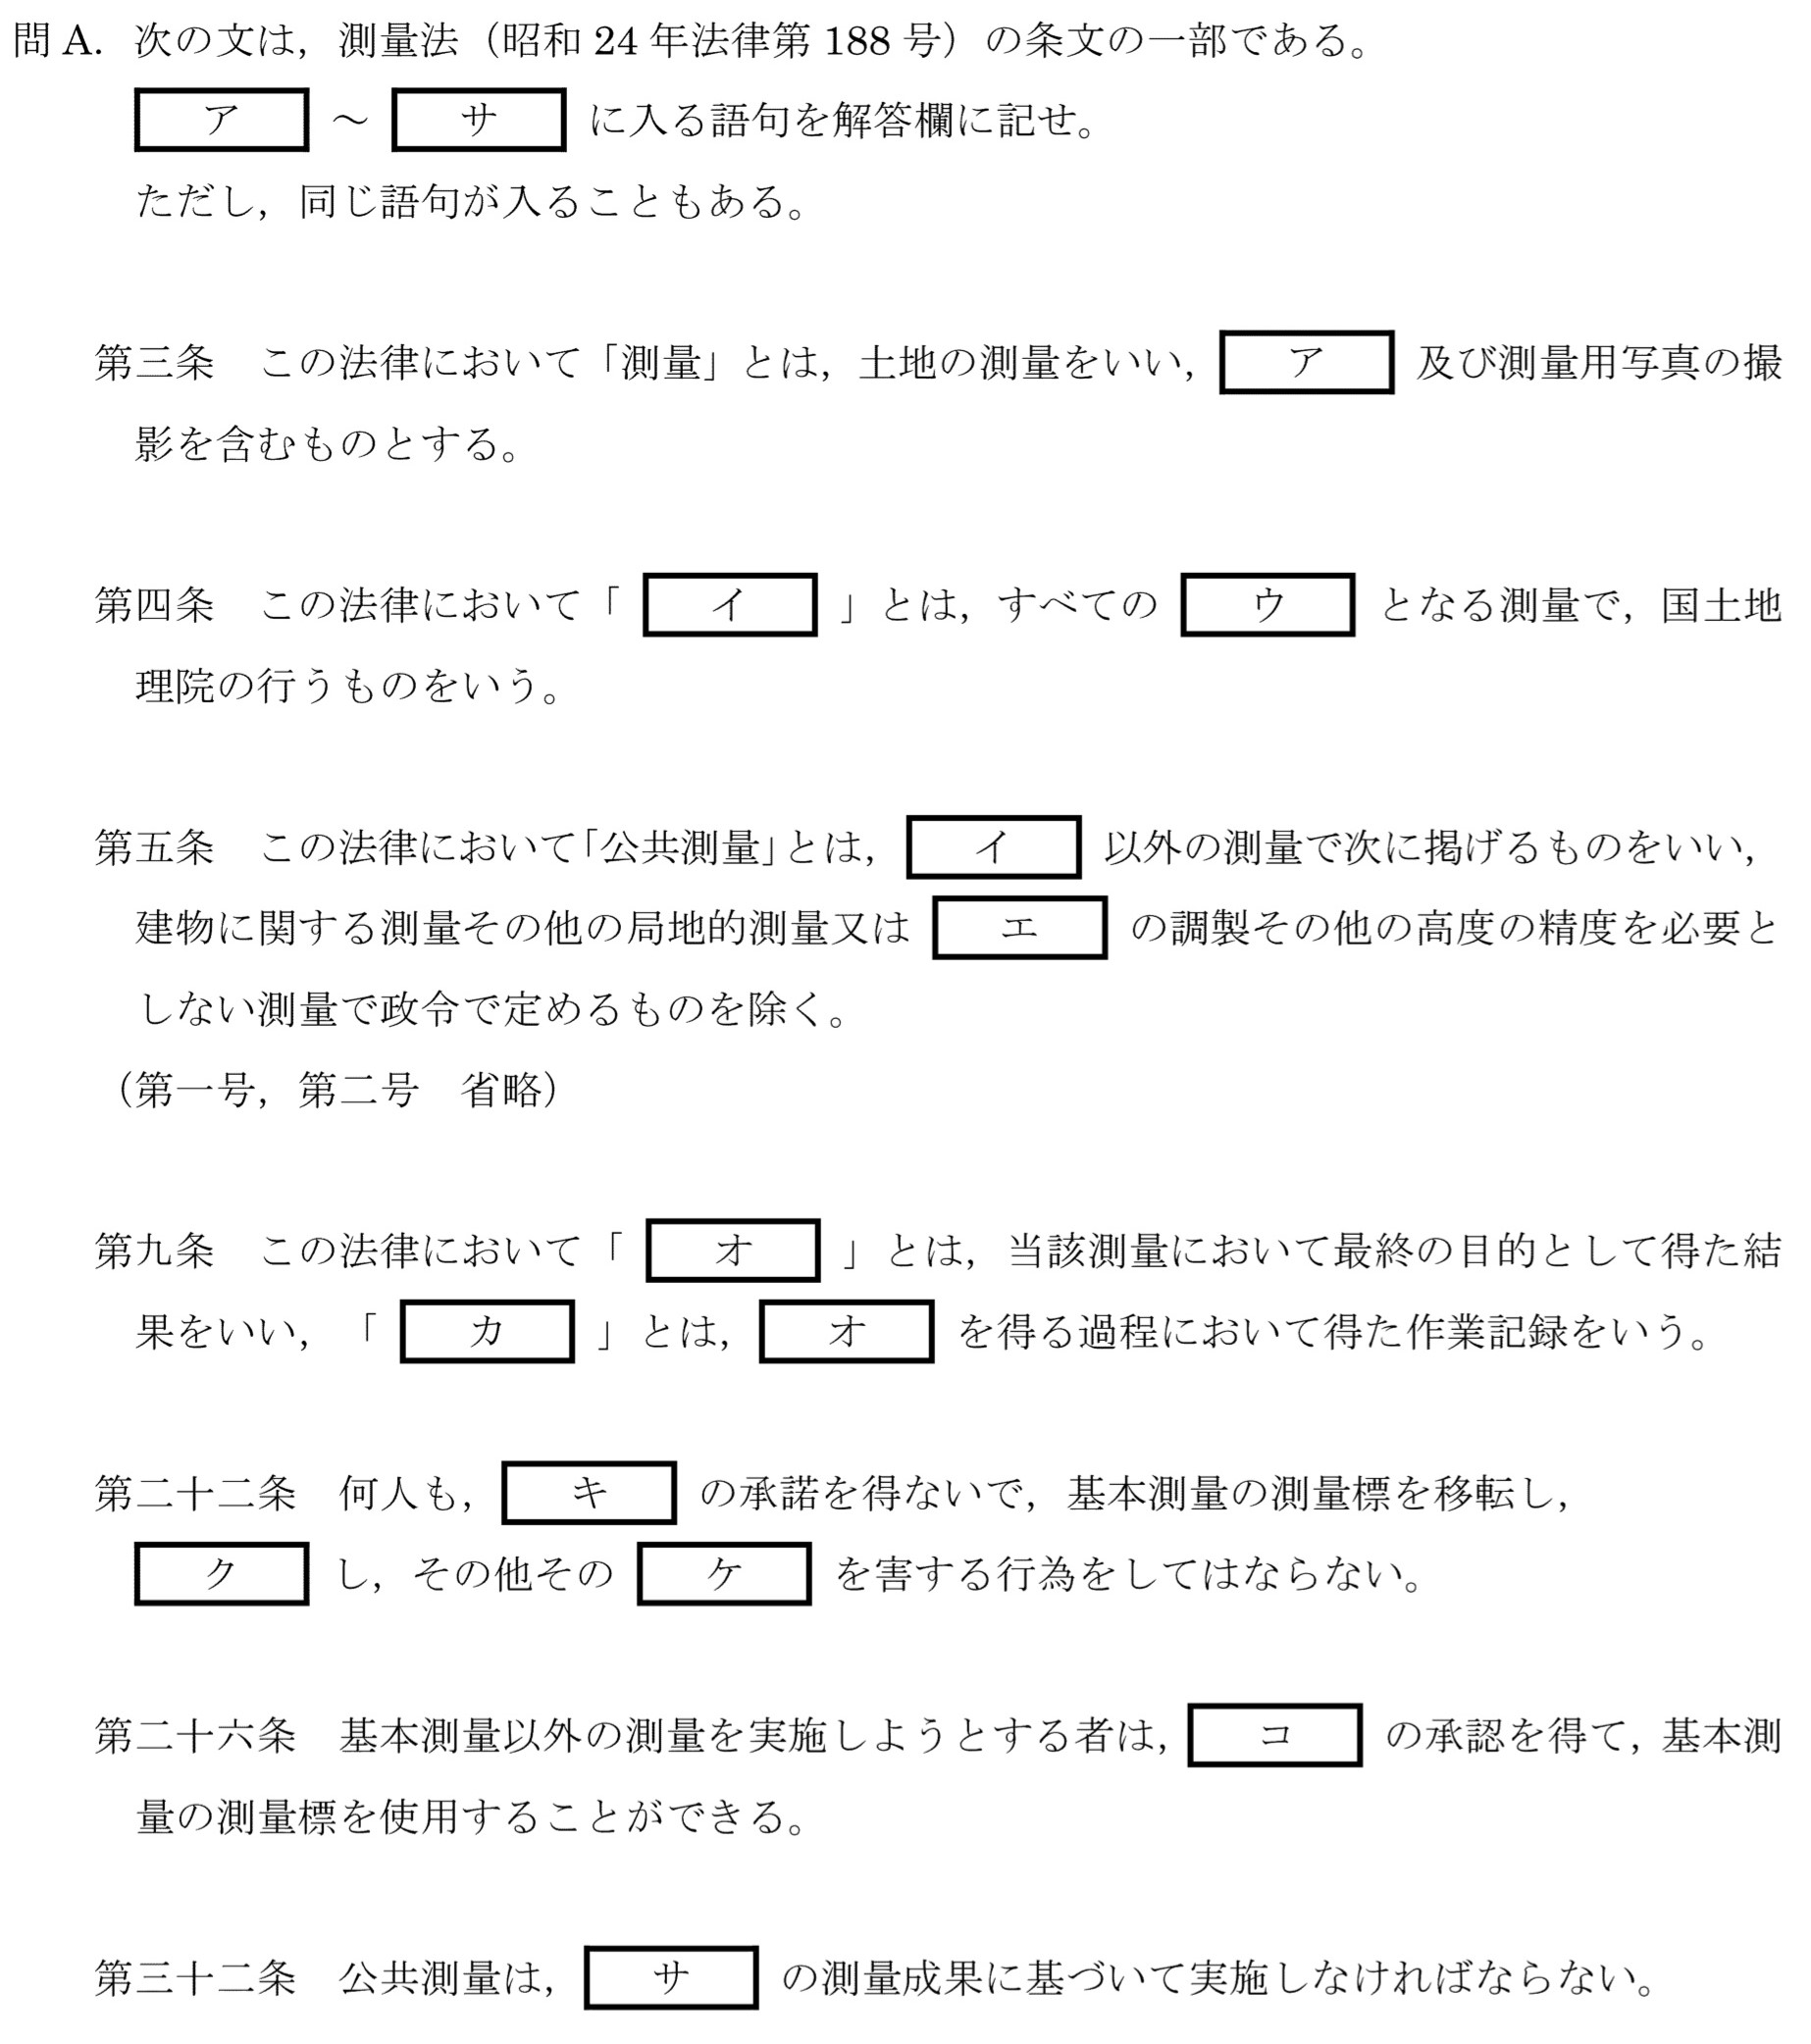 問 A. 次の文は，測量法（昭和 24 年法律第 188 号）の条文の一部である。
ア ～ サ に入る語句を解答欄に記せ。
ただし，同じ語句が入ることもある。
第三条　この法律において「測量」とは，土地の測量をいい， ア 及び測量用写真の撮
影を含むものとする。
第四条　この法律において「 イ 」とは，すべての ウ となる測量で，国土地
理院の行うものをいう。
第五条　この法律において「公共測量」とは， イ 以外の測量で次に掲げるものをいい，
建物に関する測量その他の局地的測量又は エ の調製その他の高度の精度を必要と
しない測量で政令で定めるものを除く。
（第一号，第二号　省略）
第九条　この法律において「 オ 」とは，当該測量において最終の目的として得た結
果をいい，「 カ 」とは， オ を得る過程において得た作業記録をいう。
第二十二条　何人も， キ の承諾を得ないで，基本測量の測量標を移転し，
ク し，その他その ケ を害する行為をしてはならない。
第二十六条　基本測量以外の測量を実施しようとする者は， コ の承認を得て，基本測
量の測量標を使用することができる。
第三十二条　公共測量は， サ の測量成果に基づいて実施しなければならない。